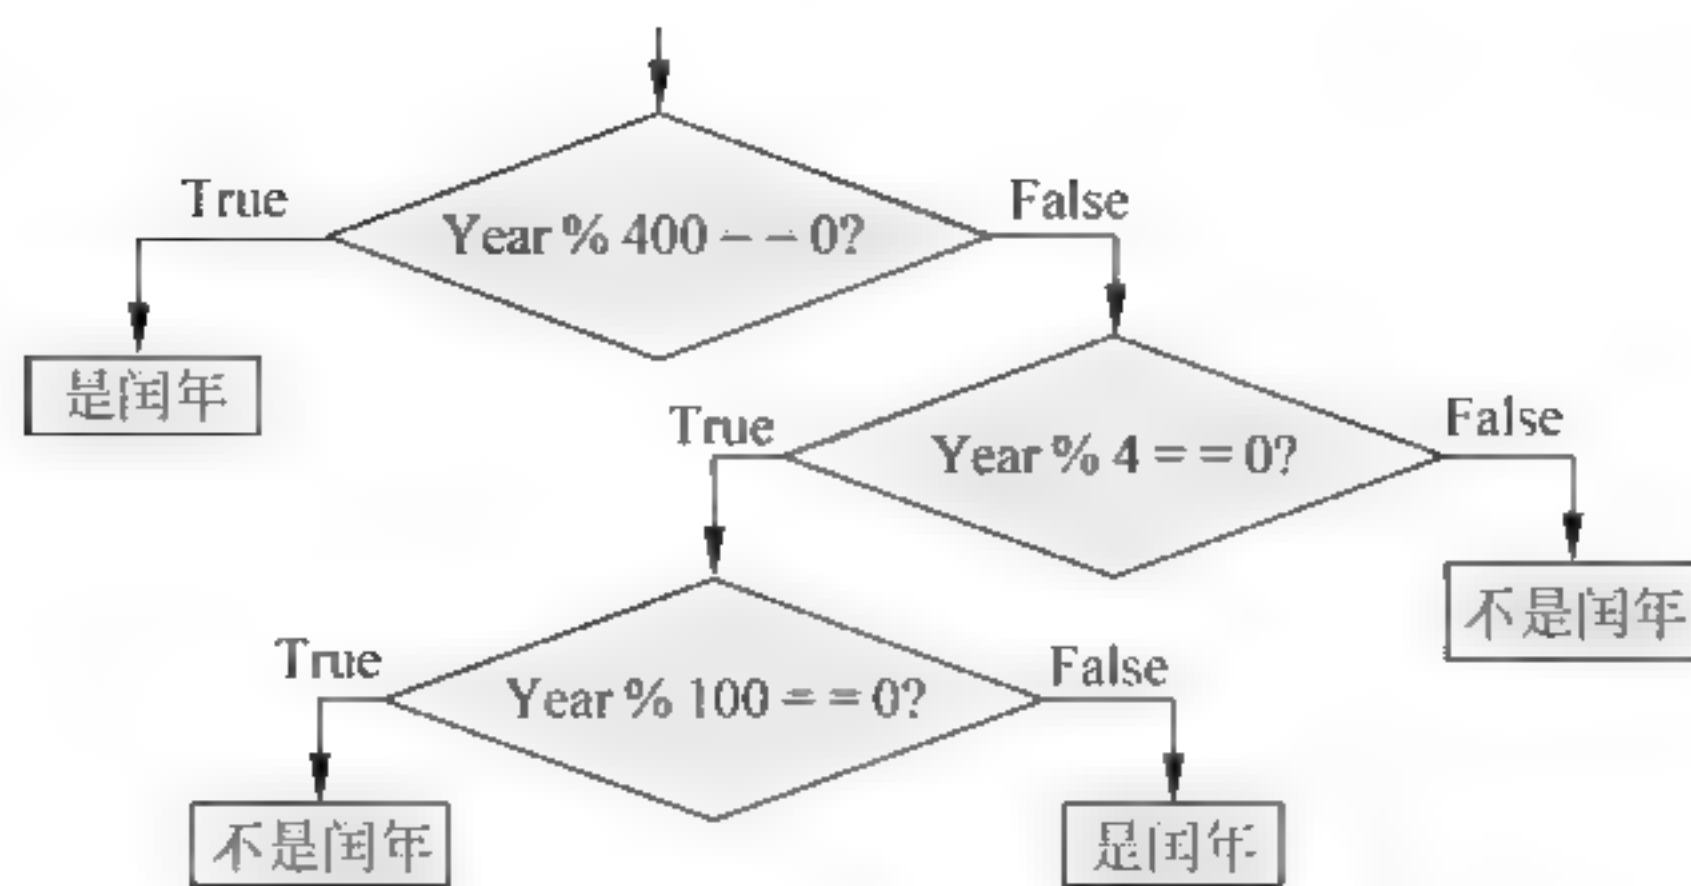 True
False
Year % 400 – – 0?
是闰年
True
False
Year % 4 = = 0?
不是闰年
True
False
Year % 100 = = 0?
不是闰年
是闰年